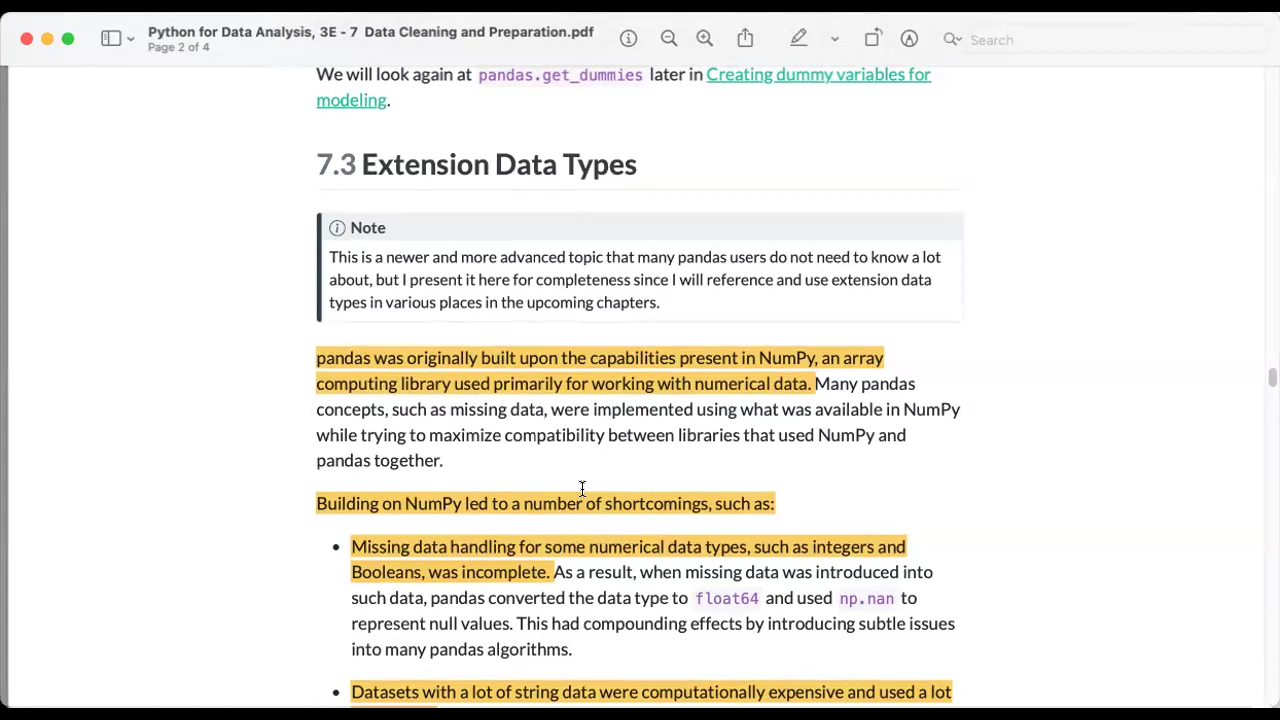 Python for Data Analysis, 3E - 7 Data Cleaning and Preparation.pdf
Page 2 of 4
Search
We will look again at pandas.get_dummies later in Creating dummy variables for
modeling.
7.3 Extension Data Types
Note
This is a newer and more advanced topic that many pandas users do not need to know a lot
about, but I present it here for completeness since I will reference and use extension data
types in various places in the upcoming chapters.
pandas was originally built upon the capabilities present in NumPy, an array
computing library used primarily for working with numerical data. Many pandas
concepts, such as missing data, were implemented using what was available in NumPy
while trying to maximize compatibility between libraries that used NumPy and
pandas together.
Building on NumPy led to a number of shortcomings, such as:
• Missing data handling for some numerical data types, such as integers and
Booleans, was incomplete. As a result, when missing data was introduced into
such data, pandas converted the data type to float64 and used np.nan to
represent null values. This had compounding effects by introducing subtle issues
into many pandas algorithms.
• Datasets with a lot of string data were computationally expensive and used a lot